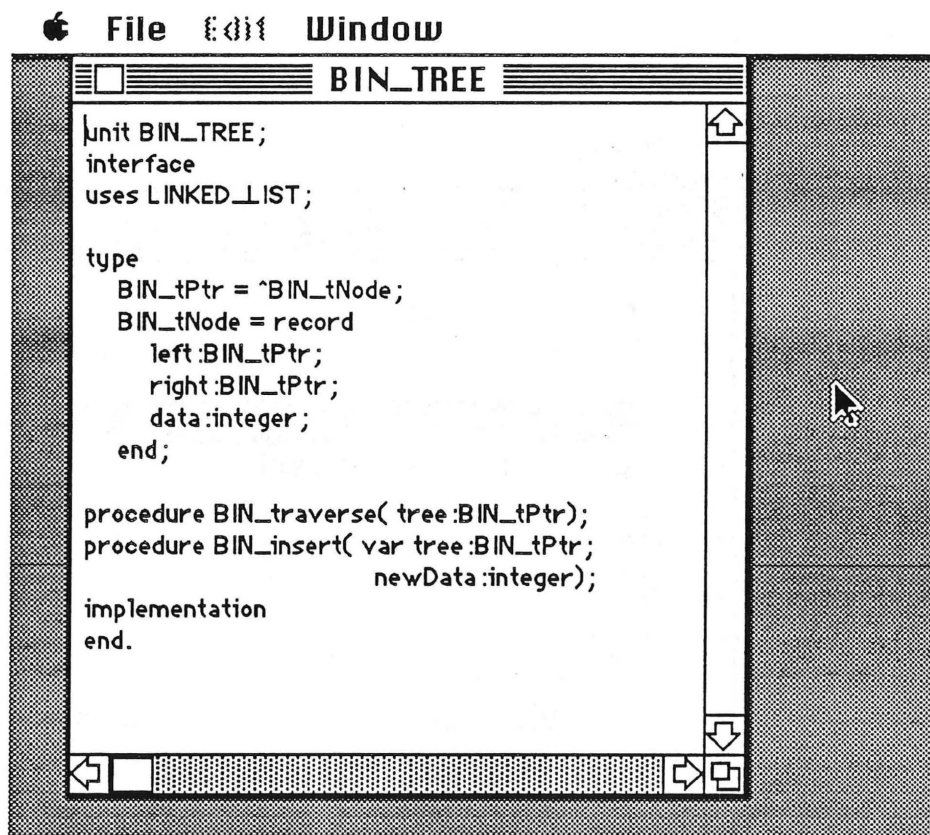 File Edit Window
BIN_TREE
unit BIN_TREE;
interface
uses LINKED_LIST;
type
BIN_tPtr = ^BIN_tNode;
BIN_tNode = record
left:BIN_tPtr;
right:BIN_tPtr;
data:integer;
end;
procedure BIN_traverse( tree:BIN_tPtr);
procedure BIN_insert( var tree:BIN_tPtr;
newData:integer);
implementation
end.